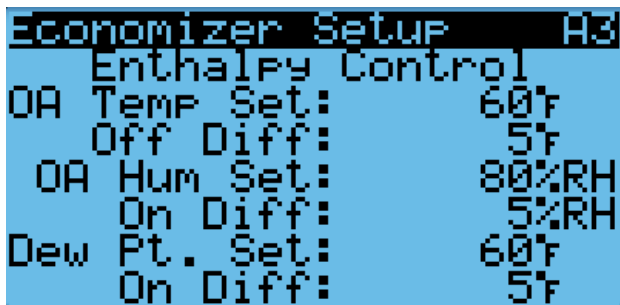 Economizer Setup A3
Enthalpy Control
OA Temp Set: 60°F
Off Diff: 5°F
OA Hum Set: 80%RH
On Diff: 5%RH
Dew Pt. Set: 60°F
On Diff: 5°F